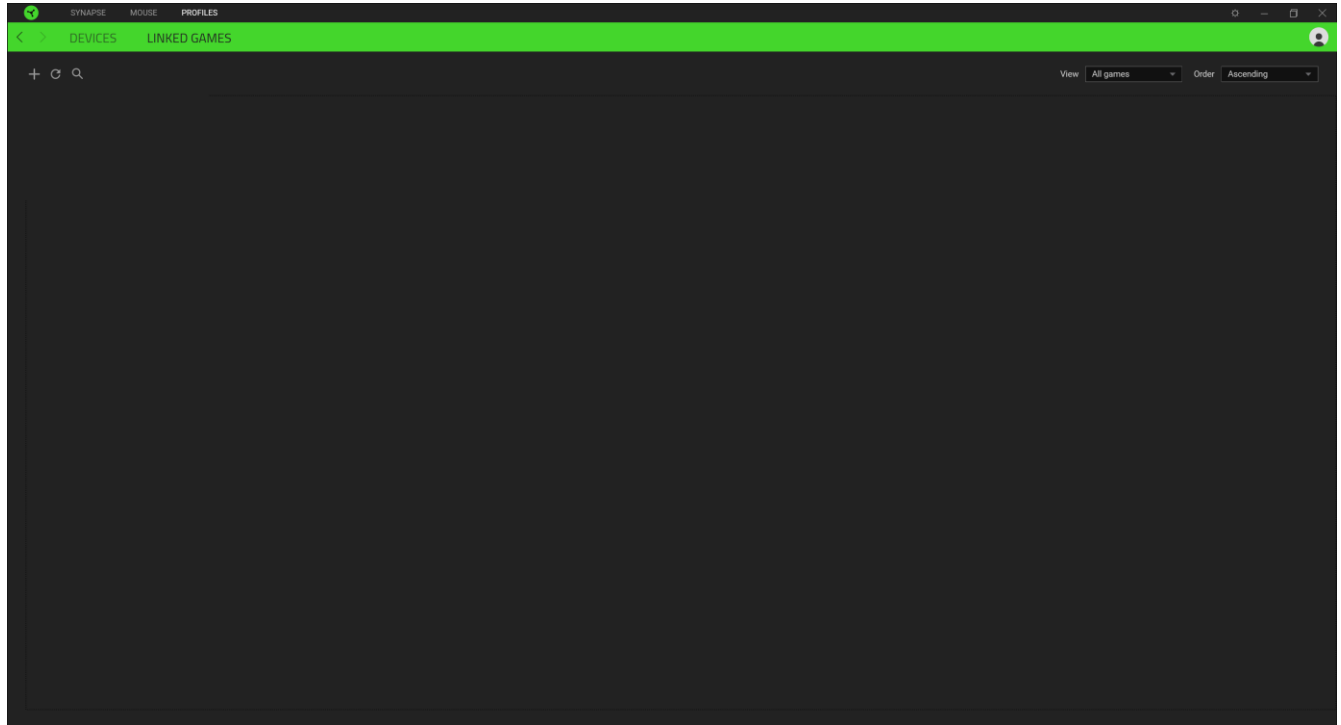 SYNAPSE MOUSE PROFILES
DEVICES LINKED GAMES
View All games Order Ascending